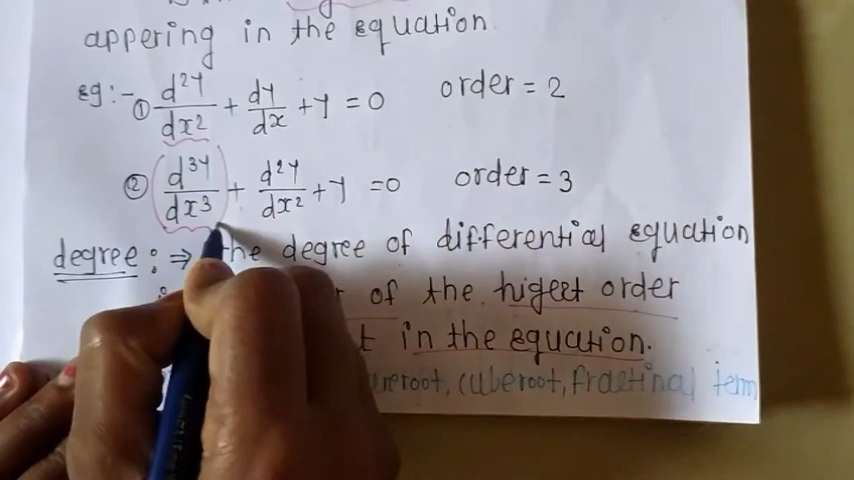 appering in the equation.
eg:- ① d²y/dx² + dy/dx + y = 0 order = 2
② (d³y/dx³) + d²y/dx² + y = 0 order = 3
degree : ⇒ the degree of differential equation
of the higest order
in the equation.
cuberoot, fractinal term